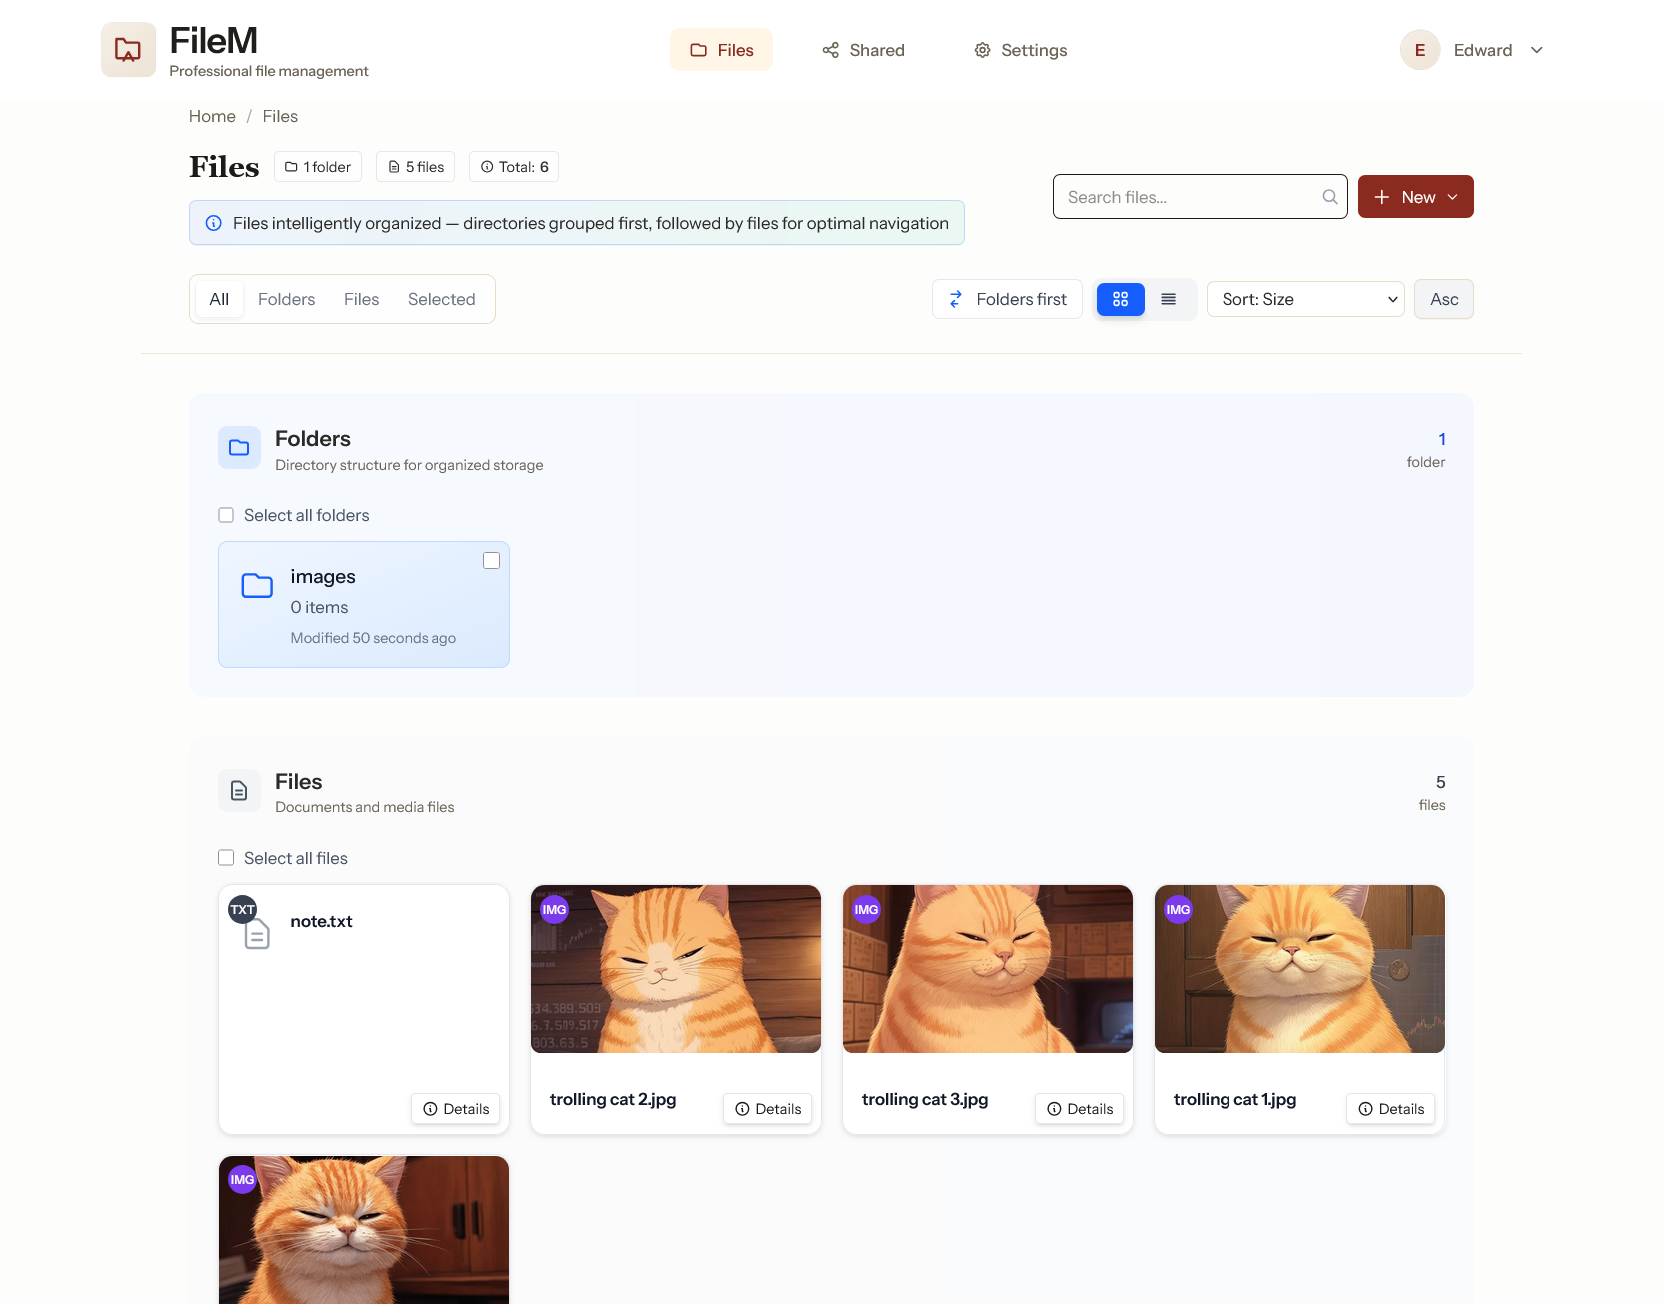 FileM
Professional file management
Files
Shared
Settings
E
Edward
Home / Files
Files
1 folder
5 files
Total: 6
Search files...
New
Files intelligently organized — directories grouped first, followed by files for optimal navigation
All
Folders
Files
Selected
Folders first
Sort: Size
Asc
Folders
Directory structure for organized storage
1
folder
Select all folders
images
0 items
Modified 50 seconds ago
Files
Documents and media files
5
files
Select all files
TXT
note.txt
Details
IMG
trolling cat 2.jpg
Details
IMG
trolling cat 3.jpg
Details
IMG
trolling cat 1.jpg
Details
IMG